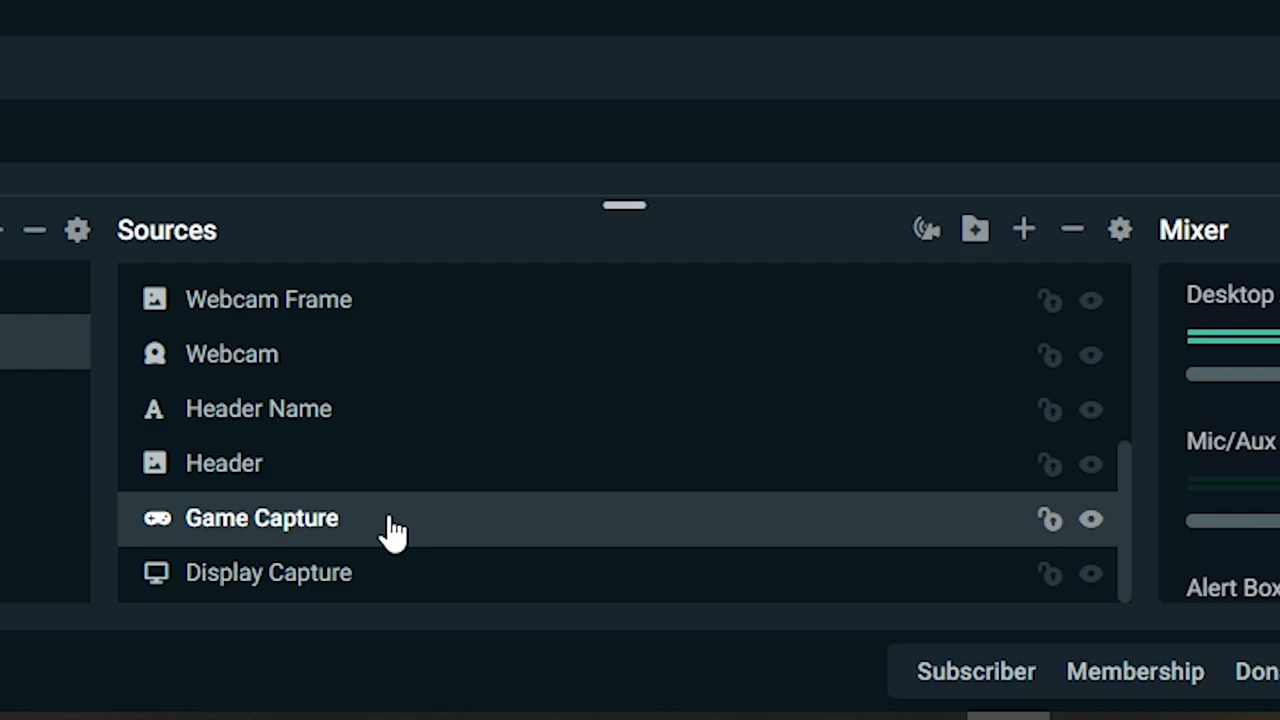 Sources
Mixer
Webcam Frame
Webcam
Header Name
Header
Game Capture
Display Capture
Desktop
Mic/Aux
Alert Box
Subscriber
Membership